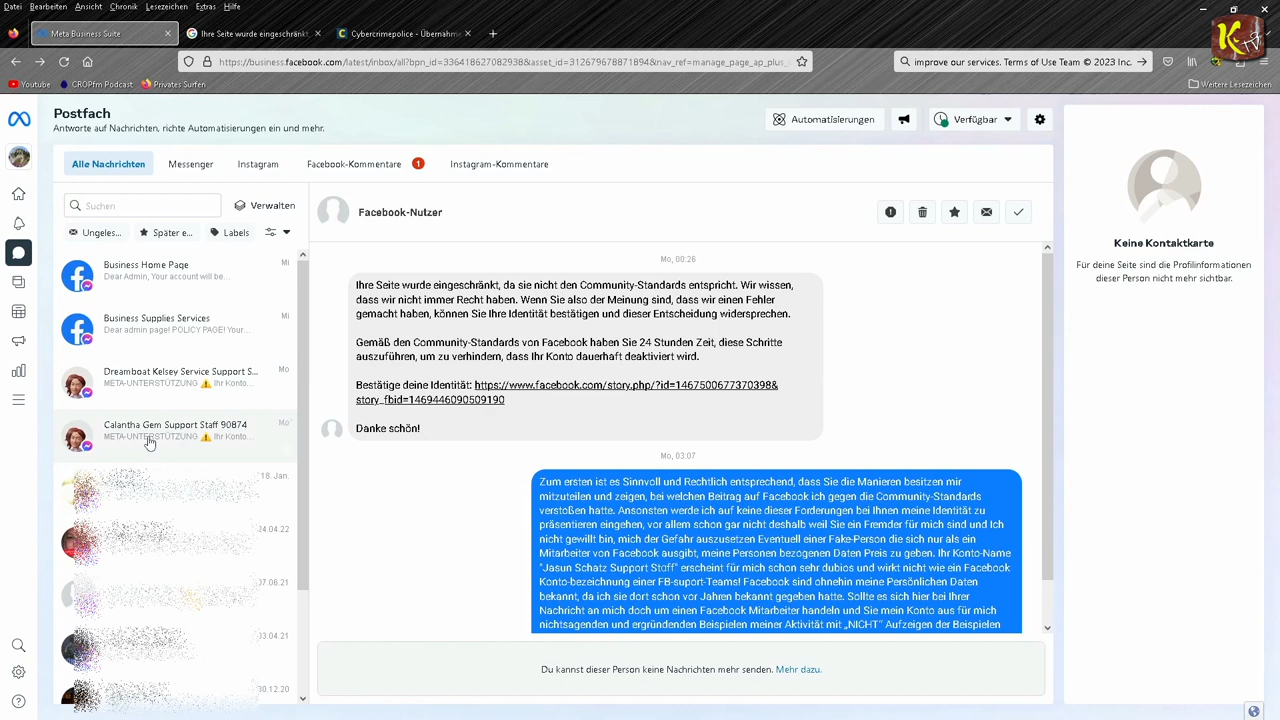 Datei Bearbeiten Ansicht Chronik Lesezeichen Extras Hilfe
Meta Business Suite
Ihre Seite wurde eingeschränkt,
Cybercrimepolice - Übernahme
https://business.facebook.com/latest/inbox/all?bpn_id=336418627082938&asset_id=312679678871894&nav_ref=manage_page_ap_plus_
improve our services. Terms of Use Team © 2023 Inc.
Youtube CROPfm Podcast Privates Surfen
Weitere Lesezeichen
Postfach
Antworte auf Nachrichten, richte Automatisierungen ein und mehr.
Automatisierungen
Verfügbar
Alle Nachrichten Messenger Instagram Facebook-Kommentare 1 Instagram-Kommentare
Suchen
Verwalten
Ungeles... Später e... Labels
Business Home Page Mi
Dear Admin, Your account will be...
Business Supplies Services Mi
Dear admin page! POLICY PAGE! Your...
Dreamboat Kelsey Service Support S... Mo
META-UNTERSTÜTZUNG ⚠ Ihr Konto...
Calantha Gem Support Staff 90874 Mo
META-UNTERSTÜTZUNG ⚠ Ihr Konto...
18. Jan.
24.04.22
07.06.21
03.04.21
30.12.20
Facebook-Nutzer
Mo, 00:26
Ihre Seite wurde eingeschränkt, da sie nicht den Community-Standards entspricht. Wir wissen,
dass wir nicht immer Recht haben. Wenn Sie also der Meinung sind, dass wir einen Fehler
gemacht haben, können Sie Ihre Identität bestätigen und dieser Entscheidung widersprechen.
Gemäß den Community-Standards von Facebook haben Sie 24 Stunden Zeit, diese Schritte
auszuführen, um zu verhindern, dass Ihr Konto dauerhaft deaktiviert wird.
Bestätige deine Identität: https://www.facebook.com/story.php/?id=1467500677370398&
story_fbid=1469446090509190
Danke schön!
Mo, 03:07
Zum ersten ist es Sinnvoll und Rechtlich entsprechend, dass Sie die Manieren besitzen mir
mitzuteilen und zeigen, bei welchen Beitrag auf Facebook ich gegen die Community-Standards
verstoßen hatte. Ansonsten werde ich auf keine dieser Forderungen bei Ihnen meine Identität zu
präsentieren eingehen, vor allem schon gar nicht deshalb weil Sie ein Fremder für mich sind und Ich
nicht gewillt bin, mich der Gefahr auszusetzen Eventuell einer Fake-Person die sich nur als ein
Mitarbeiter von Facebook ausgibt, meine Personen bezogenen Daten Preis zu geben. Ihr Konto-Name
"Jasun Schatz Support Staff" erscheint für mich schon sehr dubios und wirkt nicht wie ein Facebook
Konto-bezeichnung einer FB-suport-Teams! Facebook sind ohnehin meine Persönlichen Daten
bekannt, da ich sie dort schon vor Jahren bekannt gegeben hatte. Sollte es sich hier bei Ihrer
Nachricht an mich doch um einen Facebook Mitarbeiter handeln und Sie mein Konto aus für mich
nichtsagenden und ergründenden Beispielen meiner Aktivität mit „NICHT” Aufzeigen der Beispielen
Du kannst dieser Person keine Nachrichten mehr senden. Mehr dazu.
Keine Kontaktkarte
Für deine Seite sind die Profilinformationen
dieser Person nicht mehr sichtbar.